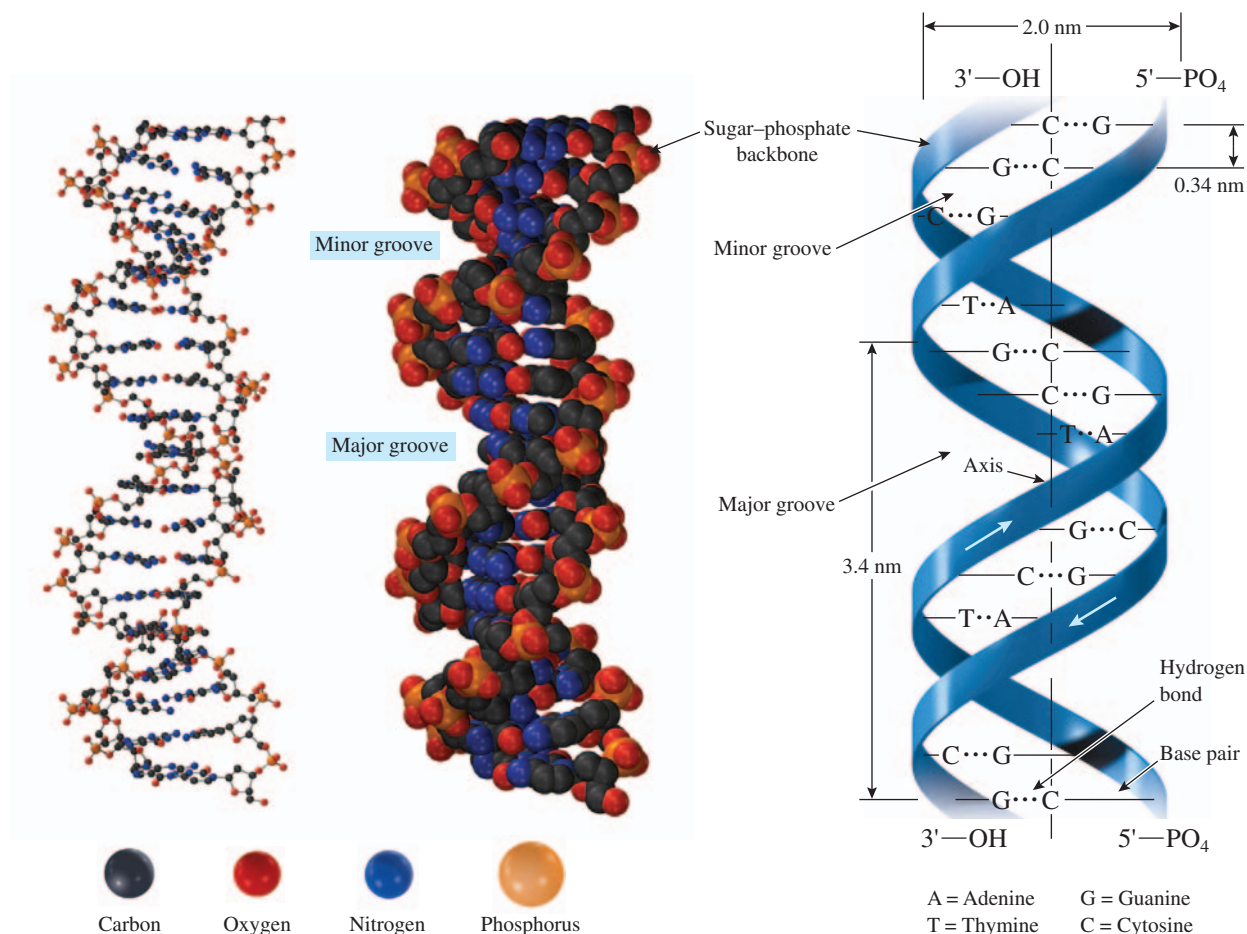 2.0 nm
3'—OH
5'—PO4
Sugar–phosphate
backbone
C···G
G···C
0.34 nm
C···G
Minor groove
Minor groove
T··A
G···C
C···G
T··A
Major groove
Axis
Major groove
G···C
3.4 nm
C···G
T··A
Hydrogen
bond
C···G
Base pair
G···C
3'—OH
5'—PO4
Carbon
Oxygen
Nitrogen
Phosphorus
A = Adenine
G = Guanine
T = Thymine
C = Cytosine